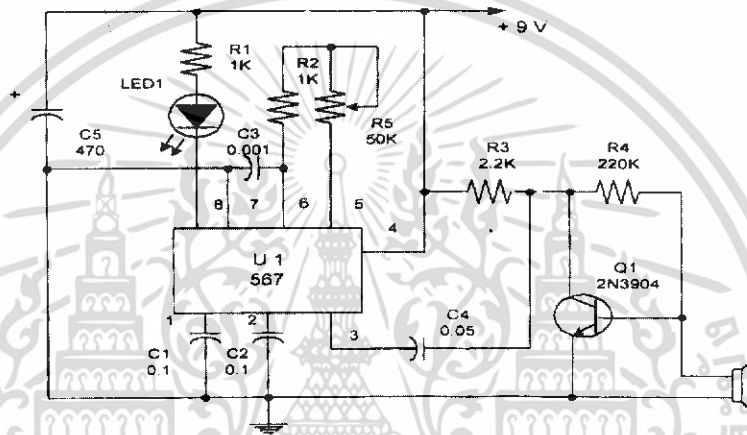 + 9 V
R1
1K
R2
1K
LED1
+
R5
50K
C5
470
C3
0.001
R3
2.2K
R4
220K
8
7
6
5
4
U 1
567
Q1
2N3904
1
2
3
C1
0.1
C2
0.1
C4
0.05